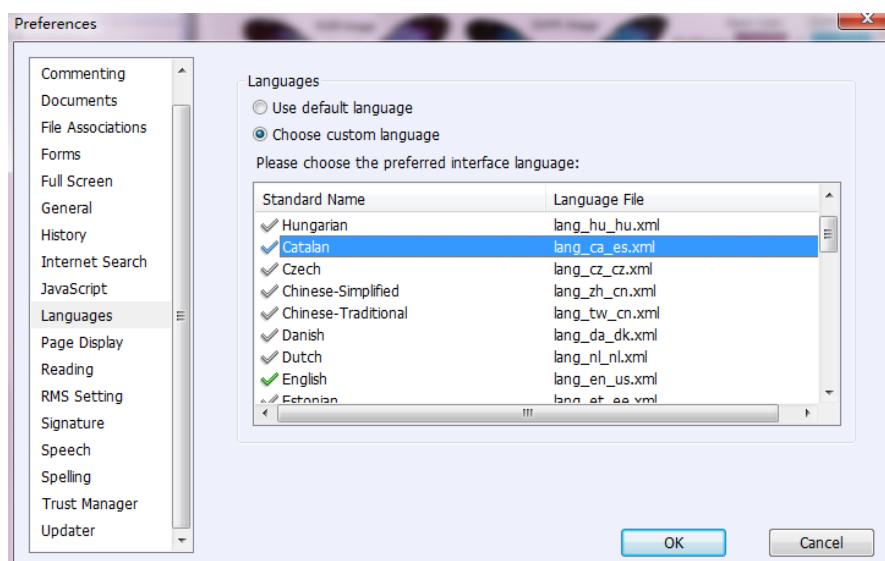 Preferences
Commenting
Documents
File Associations
Forms
Full Screen
General
History
Internet Search
JavaScript
Languages
Page Display
Reading
RMS Setting
Signature
Speech
Spelling
Trust Manager
Updater
Languages
Use default language
Choose custom language
Please choose the preferred interface language:
Standard Name Language File
Hungarian lang_hu_hu.xml
Catalan lang_ca_es.xml
Czech lang_cz_cz.xml
Chinese-Simplified lang_zh_cn.xml
Chinese-Traditional lang_tw_cn.xml
Danish lang_da_dk.xml
Dutch lang_nl_nl.xml
English lang_en_us.xml
Estonian lang_et_ee.xml
OK Cancel